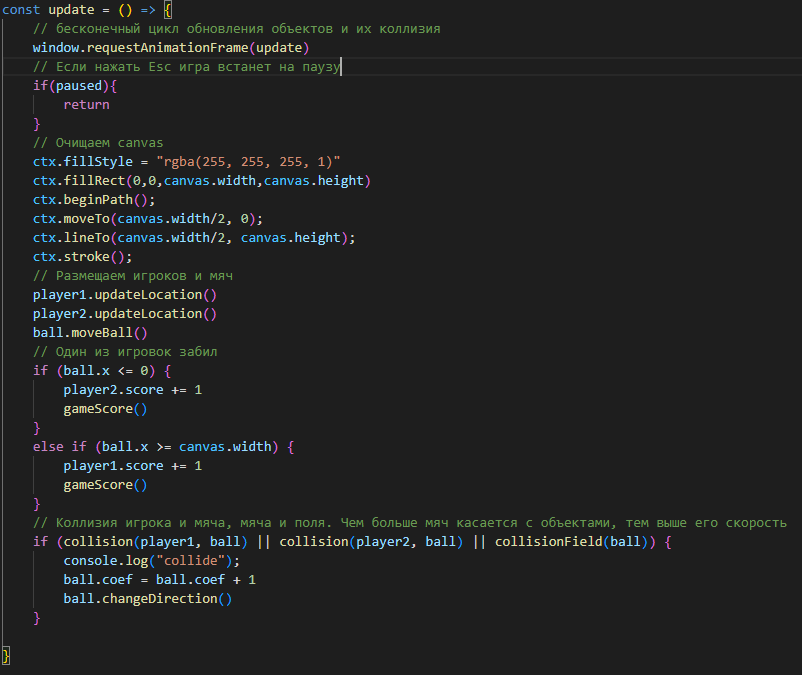 const update = () => {
// бесконечный цикл обновления объектов и их коллизия
window.requestAnimationFrame(update)
// Если нажать Esc игра встанет на паузу
if(paused){
return
}
// Очищаем canvas
ctx.fillStyle = "rgba(255, 255, 255, 1)"
ctx.fillRect(0,0,canvas.width,canvas.height)
ctx.beginPath();
ctx.moveTo(canvas.width/2, 0);
ctx.lineTo(canvas.width/2, canvas.height);
ctx.stroke();
// Размещаем игроков и мяч
player1.updateLocation()
player2.updateLocation()
ball.moveBall()
// Один из игровок забил
if (ball.x <= 0) {
player2.score += 1
gameScore()
}
else if (ball.x >= canvas.width) {
player1.score += 1
gameScore()
}
// Коллизия игрока и мяча, мяча и поля. Чем больше мяч касается с объектами, тем выше его скорость
if (collision(player1, ball) || collision(player2, ball) || collisionField(ball)) {
console.log("collide");
ball.coef = ball.coef + 1
ball.changeDirection()
}
}